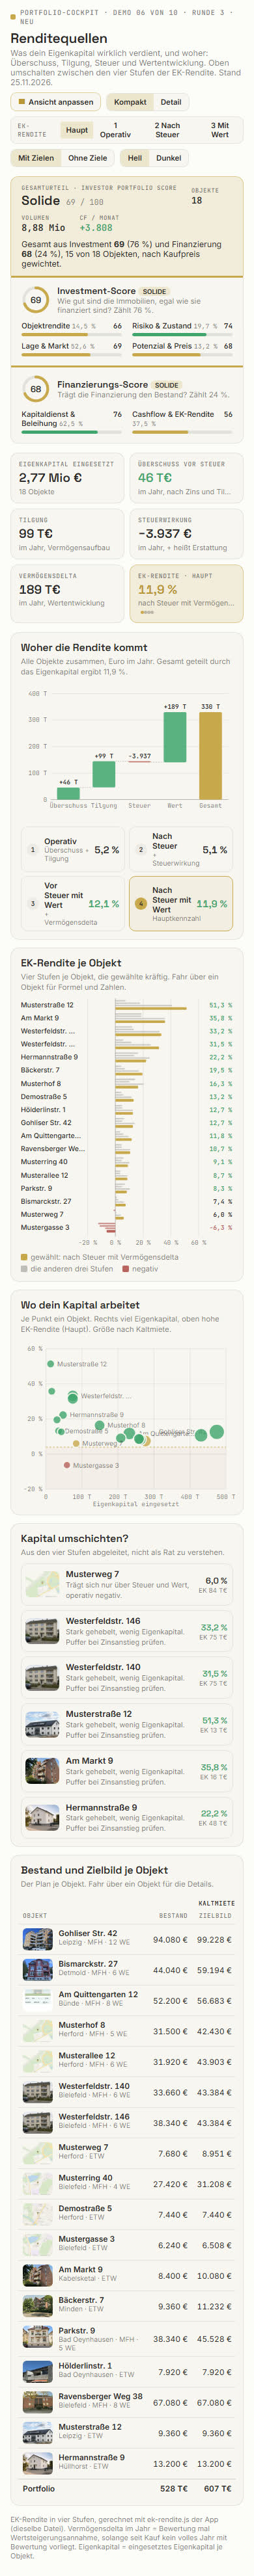 PORTFOLIO-COCKPIT · DEMO 06 VON 10 · RUNDE 3 · NEU
Renditequellen
Was dein Eigenkapital wirklich verdient, und woher: Überschuss, Tilgung, Steuer und Wertentwicklung. Oben umschalten zwischen den vier Stufen der EK-Rendite. Stand 25.11.2026.
Ansicht anpassen
Kompakt
Detail
EK-RENDITE
Haupt
1 Operativ
2 Nach Steuer
3 Mit Wert
Mit Zielen
Ohne Ziele
Hell
Dunkel
GESAMTURTEIL · INVESTOR PORTFOLIO SCORE
Solide 69 / 100
OBJEKTE
18
VOLUMEN
8,88 Mio
CF / MONAT
+3.808
Gesamt aus Investment 69 (76 %) und Finanzierung 68 (24 %), 15 von 18 Objekten, nach Kaufpreis gewichtet.
69
Investment-Score SOLIDE
Wie gut sind die Immobilien, egal wie sie finanziert sind? Zählt 76 %.
Objektrendite 14,5 % 66
Risiko & Zustand 19,7 % 74
Lage & Markt 52,6 % 69
Potenzial & Preis 13,2 % 68
68
Finanzierungs-Score SOLIDE
Trägt die Finanzierung den Bestand? Zählt 24 %.
Kapitaldienst & Beleihung 62,5 % 76
Cashflow & EK-Rendite 37,5 % 56
EIGENKAPITAL EINGESETZT
2,77 Mio €
18 Objekte
ÜBERSCHUSS VOR STEUER
46 T€
im Jahr, nach Zins und Til…
TILGUNG
99 T€
im Jahr, Vermögensaufbau
STEUERWIRKUNG
−3.937 €
im Jahr, + heißt Erstattung
VERMÖGENSDELTA
189 T€
im Jahr, Wertentwicklung
EK-RENDITE · HAUPT
11,9 %
nach Steuer mit Vermögen…
Woher die Rendite kommt
Alle Objekte zusammen, Euro im Jahr. Gesamt geteilt durch das Eigenkapital ergibt 11,9 %.
400 T
300 T
200 T
100 T
0
+46 T
+99 T
-3.937
+189 T
330 T
Überschuss
Tilgung
Steuer
Wert
Gesamt
1
Operativ
Überschuss + Tilgung
5,2 %
2
Nach Steuer
+ Steuerwirkung
5,1 %
3
Vor Steuer mit Wert
+ Vermögensdelta
12,1 %
4
Nach Steuer mit Wert
Hauptkennzahl
11,9 %
EK-Rendite je Objekt
Vier Stufen je Objekt, die gewählte kräftig. Fahr über ein Objekt für Formel und Zahlen.
Musterstraße 12 51,3 %
Am Markt 9 35,8 %
Westerfeldstr. … 33,2 %
Westerfeldstr. … 31,5 %
Hermannstraße 9 22,2 %
Bäckerstr. 7 19,5 %
Musterhof 8 16,3 %
Demostraße 5 13,2 %
Hölderlinstr. 1 12,7 %
Gohliser Str. 42 12,7 %
Am Quittengarte… 11,8 %
Ravensberger We… 10,7 %
Musterring 40 9,1 %
Musterallee 12 8,7 %
Parkstr. 9 8,3 %
Bismarckstr. 27 7,4 %
Musterweg 7 6,0 %
Mustergasse 3 -6,3 %
-20 %
0 %
20 %
40 %
60 %
gewählt: nach Steuer mit Vermögensdelta
die anderen drei Stufen
negativ
Wo dein Kapital arbeitet
Je Punkt ein Objekt. Rechts viel Eigenkapital, oben hohe EK-Rendite (Haupt). Größe nach Kaltmiete.
60 %
40 %
20 %
0 %
-20 %
Musterstraße 12
Westerfeldstr. …
Hermannstraße 9
Musterhof 8
Demostraße 5
Musterweg 7
Mustergasse 3
0
100 T
200 T
300 T
400 T
500 T
Eigenkapital eingesetzt
Kapital umschichten?
Aus den vier Stufen abgeleitet, nicht als Rat zu verstehen.
Musterweg 7
Trägt sich nur über Steuer und Wert, operativ negativ.
6,0 %
EK 84 T€
Westerfeldstr. 146
Stark gehebelt, wenig Eigenkapital. Puffer bei Zinsanstieg prüfen.
33,2 %
EK 75 T€
Westerfeldstr. 140
Stark gehebelt, wenig Eigenkapital. Puffer bei Zinsanstieg prüfen.
31,5 %
EK 75 T€
Musterstraße 12
Stark gehebelt, wenig Eigenkapital. Puffer bei Zinsanstieg prüfen.
51,3 %
EK 13 T€
Am Markt 9
Stark gehebelt, wenig Eigenkapital. Puffer bei Zinsanstieg prüfen.
35,8 %
EK 16 T€
Hermannstraße 9
Stark gehebelt, wenig Eigenkapital. Puffer bei Zinsanstieg prüfen.
22,2 %
EK 48 T€
Bestand und Zielbild je Objekt
Der Plan je Objekt. Fahr über ein Objekt für die Details.
KALTMIETE
OBJEKT BESTAND ZIELBILD
Gohliser Str. 42
Leipzig · MFH · 12 WE
94.080 € 99.228 €
Bismarckstr. 27
Detmold · MFH · 6 WE
44.040 € 59.194 €
Am Quittengarten 12
Bünde · MFH · 8 WE
52.200 € 56.683 €
Musterhof 8
Herford · MFH · 5 WE
31.500 € 42.430 €
Musterallee 12
Herford · MFH · 6 WE
31.920 € 43.903 €
Westerfeldstr. 140
Bielefeld · MFH · 6 WE
33.660 € 43.384 €
Westerfeldstr. 146
Bielefeld · MFH · 6 WE
38.340 € 43.384 €
Musterweg 7
Herford · ETW
7.680 € 8.951 €
Musterring 40
Bielefeld · MFH · 4 WE
27.420 € 31.208 €
Demostraße 5
Herford · ETW
7.440 € 7.440 €
Mustergasse 3
Bielefeld · ETW
6.240 € 6.508 €
Am Markt 9
Kabelsketal · ETW
8.400 € 10.080 €
Bäckerstr. 7
Minden · ETW
9.360 € 11.232 €
Parkstr. 9
Bad Oeynhausen · MFH · 5 WE
38.340 € 45.528 €
Hölderlinstr. 1
Bad Oeynhausen · ETW
7.920 € 7.920 €
Ravensberger Weg 38
Bielefeld · MFH · 8 WE
67.080 € 67.080 €
Musterstraße 12
Leipzig · ETW
9.360 € 9.360 €
Hermannstraße 9
Hüllhorst · ETW
13.200 € 13.200 €
Portfolio 528 T€ 607 T€
EK-Rendite in vier Stufen, gerechnet mit ek-rendite.js der App (dieselbe Datei). Vermögensdelta im Jahr = Bewertung mal Wertsteigerungsannahme, solange seit Kauf kein volles Jahr mit Bewertung vorliegt. Eigenkapital = eingesetztes Eigenkapital je Objekt.